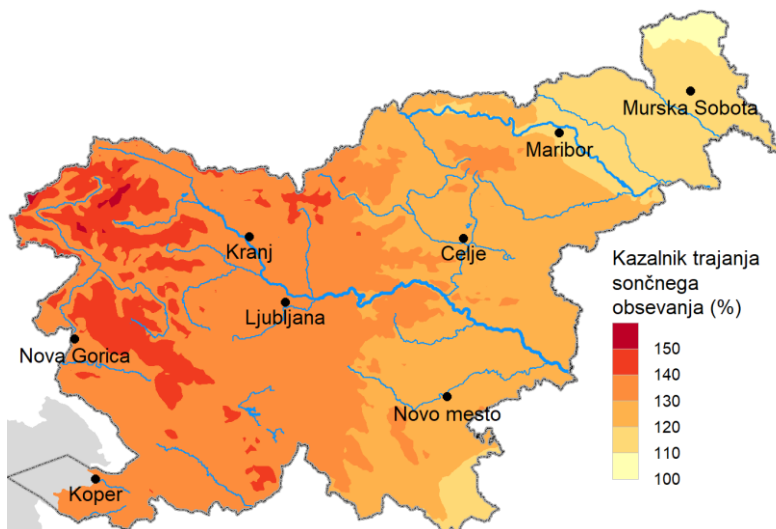 Murska Sobota
Maribor
Kranj
Celje
Ljubljana
Nova Gorica
Novo mesto
Koper
Kazalnik trajanja
sončnega
obsevanja (%)
150
140
130
120
110
100